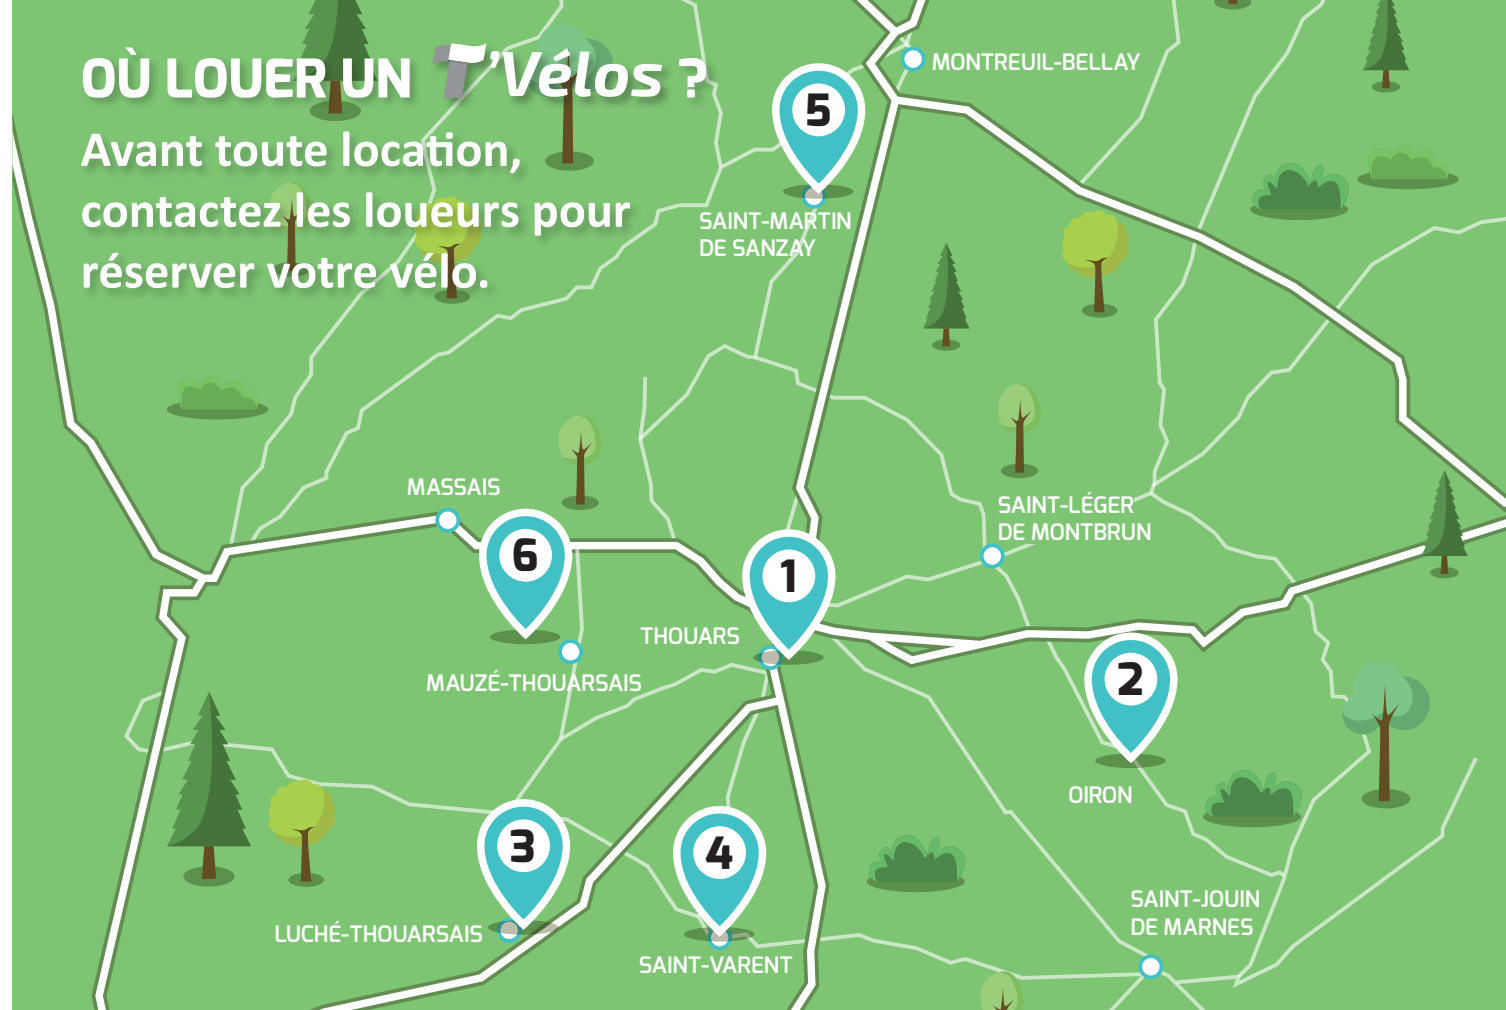 OÙ LOUER UN T'Vélos ?
Avant toute location,
contactez les loueurs pour
réserver votre vélo.
MONTREUIL-BELLAY
5
SAINT-MARTIN
DE SANZAY
MASSAIS
SAINT-LÉGER
DE MONTBRUN
6
1
THOUARS
MAUZÉ-THOUARSAIS
2
OIRON
3
4
LUCHÉ-THOUARSAIS
SAINT-VARENT
SAINT-JOUIN
DE MARNES